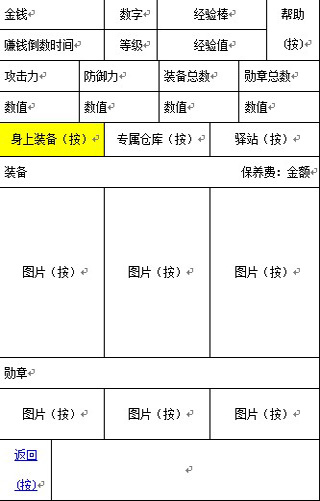 金钱 数字 经验棒 帮助
赚钱倒数时间 等级 经验值 (按)
攻击力 防御力 装备总数 勋章总数
数值 数值 数值 数值
身上装备（按） 专属仓库（按） 驿站（按）
装备 保养费：金额
图片（按） 图片（按） 图片（按）
勋章
图片（按） 图片（按） 图片（按）
返回
(按)